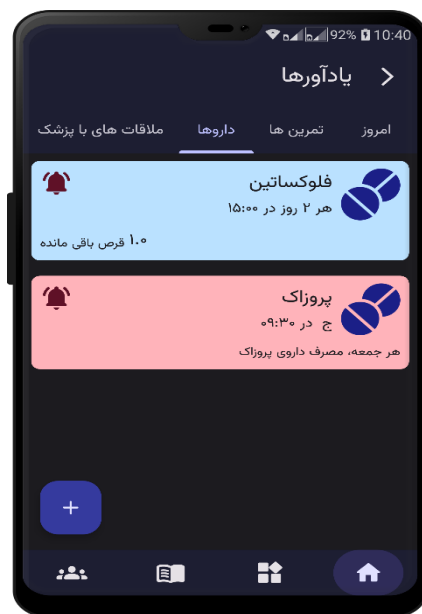 92% 10:40
یادآورها
امروز تمرین ها داروها ملاقات های با پزشک
فلوکساتین
هر ۲ روز در ۱۵:۰۰
۱.۰ قرص باقی مانده
پروزاک
ج در ۰۹:۳۰
هر جمعه، مصرف داروی پروزاک
+